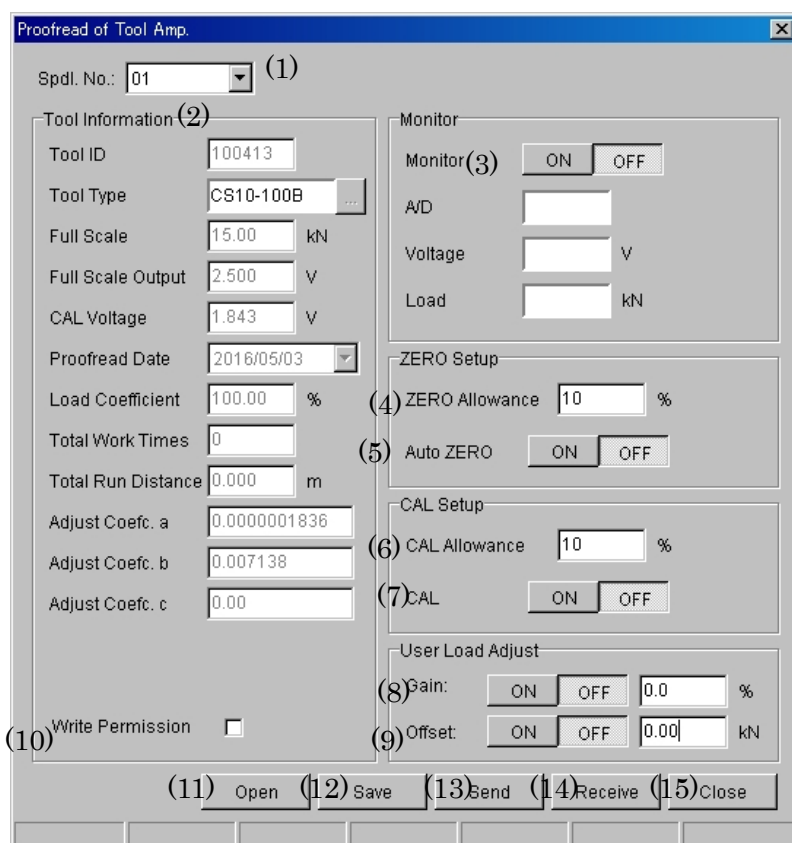 Proofread of Tool Amp.
Spdl. No.: 01 (1)
Tool Information (2)
Tool ID 100413
Tool Type CS10-100B ...
Full Scale 15.00 kN
Full Scale Output 2.500 V
CAL Voltage 1.843 V
Proofread Date 2016/05/03
Load Coefficient 100.00 %
Total Work Times 0
Total Run Distance 0.000 m
Adjust Coefc. a 0.0000001836
Adjust Coefc. b 0.007138
Adjust Coefc. c 0.00
(10) Write Permission
Monitor
Monitor (3) ON OFF
A/D
Voltage V
Load kN
ZERO Setup
(4) ZERO Allowance 10 %
(5) Auto ZERO ON OFF
CAL Setup
(6) CAL Allowance 10 %
(7) CAL ON OFF
User Load Adjust
(8) Gain: ON OFF 0.0 %
(9) Offset: ON OFF 0.00 kN
(11) Open (12) Save (13) Send (14) Receive (15) Close